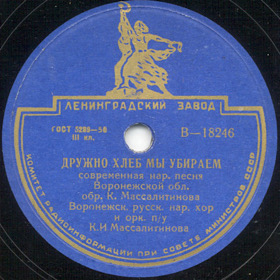 ЛЕНИНГРАДСКИЙ ЗАВОД
ГОСТ 5289-56
III кл.
В—18246
ДРУЖНО ХЛЕБ МЫ УБИРАЕМ
современная нар. песня
Воронежской обл.
обр. К. Массалитинова
Воронежск. русск. нар. хор
и орк. п/у
К.И Массалитинова
КОМИТЕТ РАДИОИНФОРМАЦИИ ПРИ СОВЕТЕ МИНИСТРОВ СССР